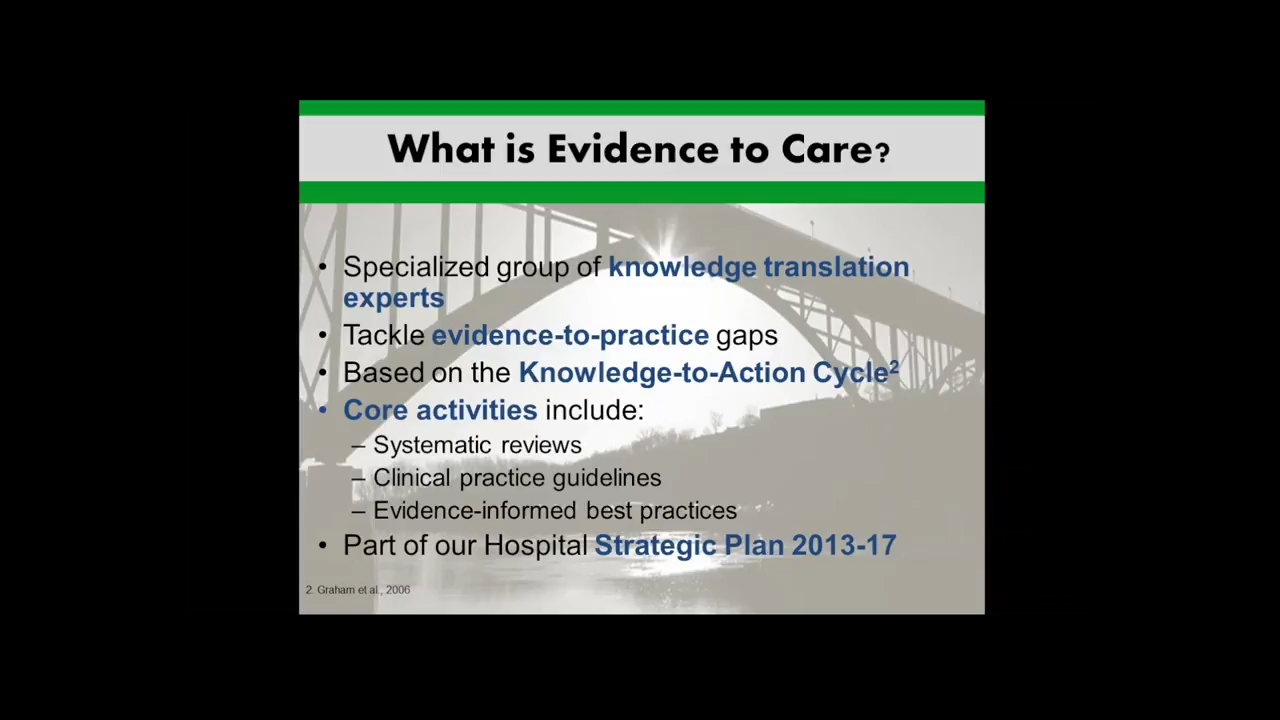 What is Evidence to Care?
• Specialized group of knowledge translation
experts
• Tackle evidence-to-practice gaps
• Based on the Knowledge-to-Action Cycle²
• Core activities include:
– Systematic reviews
– Clinical practice guidelines
– Evidence-informed best practices
• Part of our Hospital Strategic Plan 2013-17
2. Graham et al., 2006